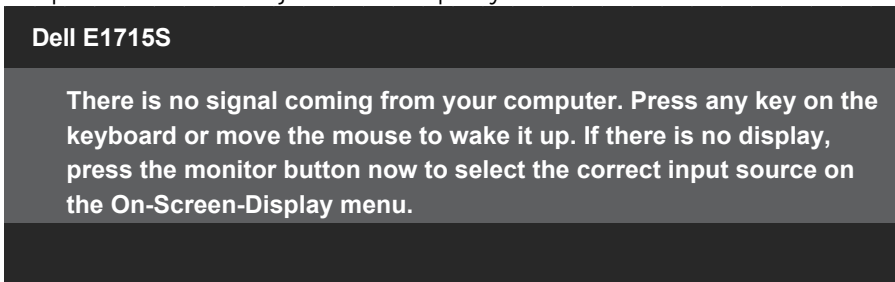 Dell E1715S
There is no signal coming from your computer. Press any key on the
keyboard or move the mouse to wake it up. If there is no display,
press the monitor button now to select the correct input source on
the On-Screen-Display menu.